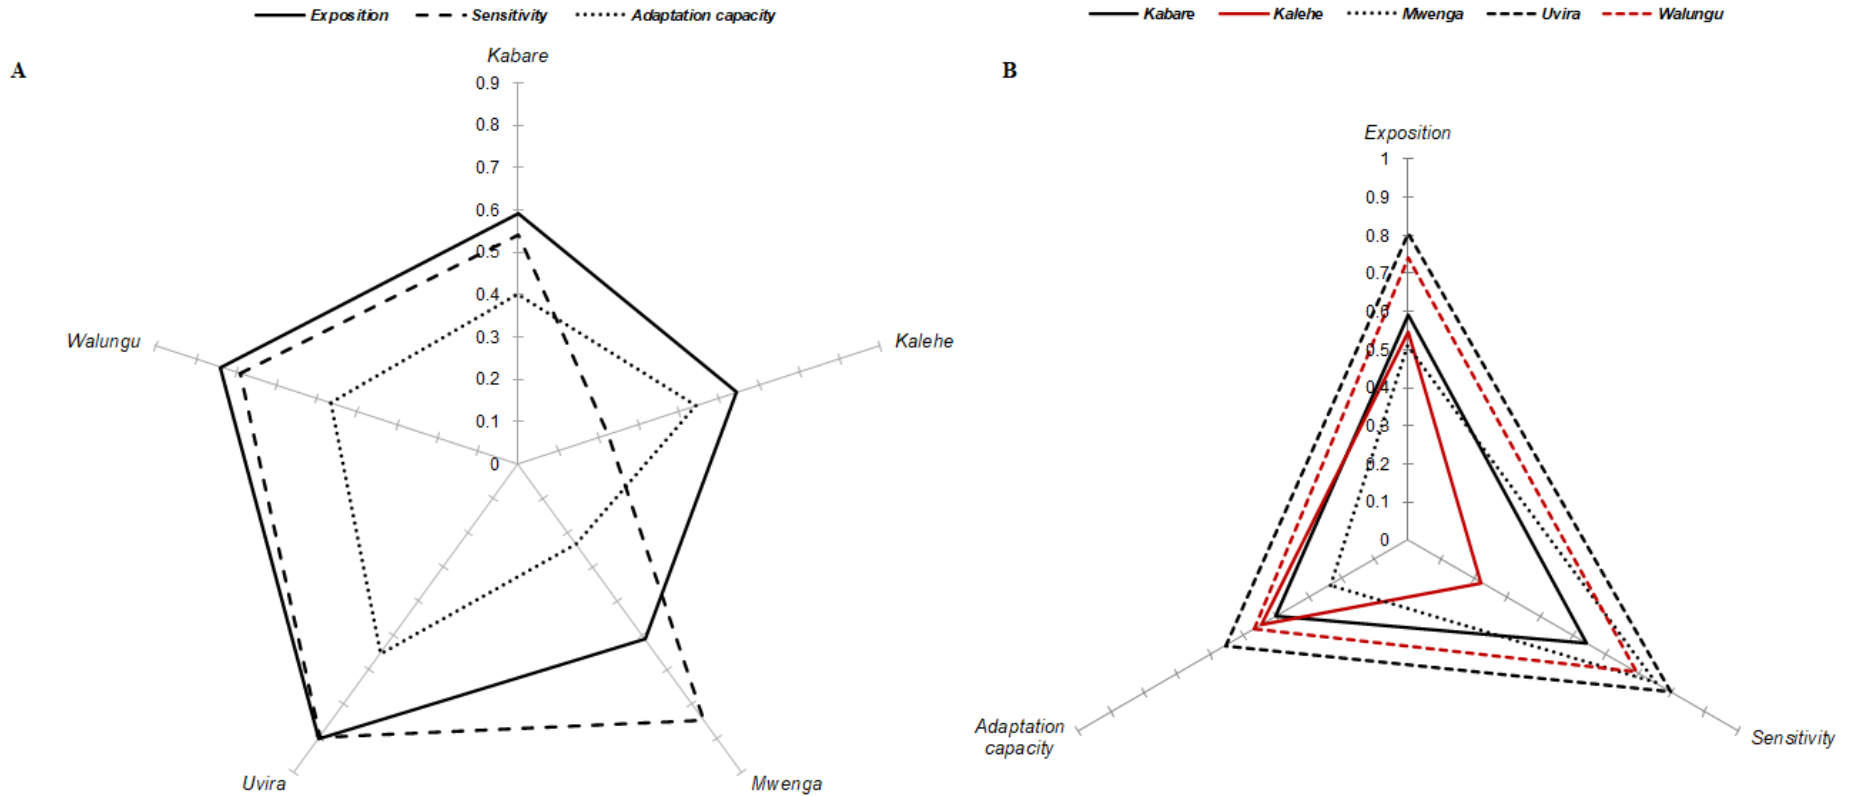 Exposition Sensitivity Adaptation capacity
A
Kabare
0.9
0.8
0.7
0.6
0.5
0.4
0.3
0.2
0.1
0
Walungu
Kalehe
Uvira
Mwenga
Kabare Kalehe Mwenga Uvira Walungu
B
Exposition
1
0.9
0.8
0.7
0.6
0.5
0.4
0.3
0.2
0.1
0
Adaptation
capacity
Sensitivity